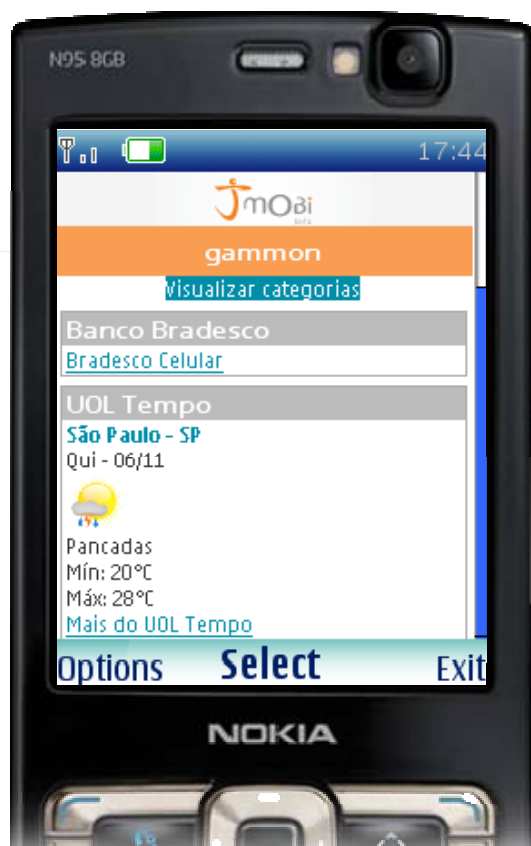 N95 8GB
17:44
JmOBi
beta
gammon
Visualizar categorias
Banco Bradesco
Bradesco Celular
UOL Tempo
São Paulo - SP
Qui - 06/11
Pancadas
Mín: 20°C
Máx: 28°C
Mais do UOL Tempo
Options Select Exit
NOKIA